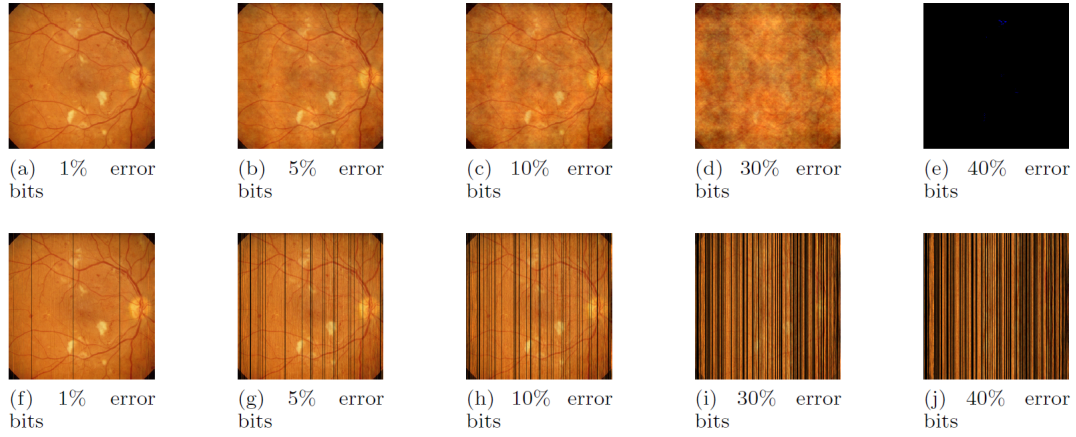 (a) 1% error
bits
(b) 5% error
bits
(c) 10% error
bits
(d) 30% error
bits
(e) 40% error
bits
(f) 1% error
bits
(g) 5% error
bits
(h) 10% error
bits
(i) 30% error
bits
(j) 40% error
bits